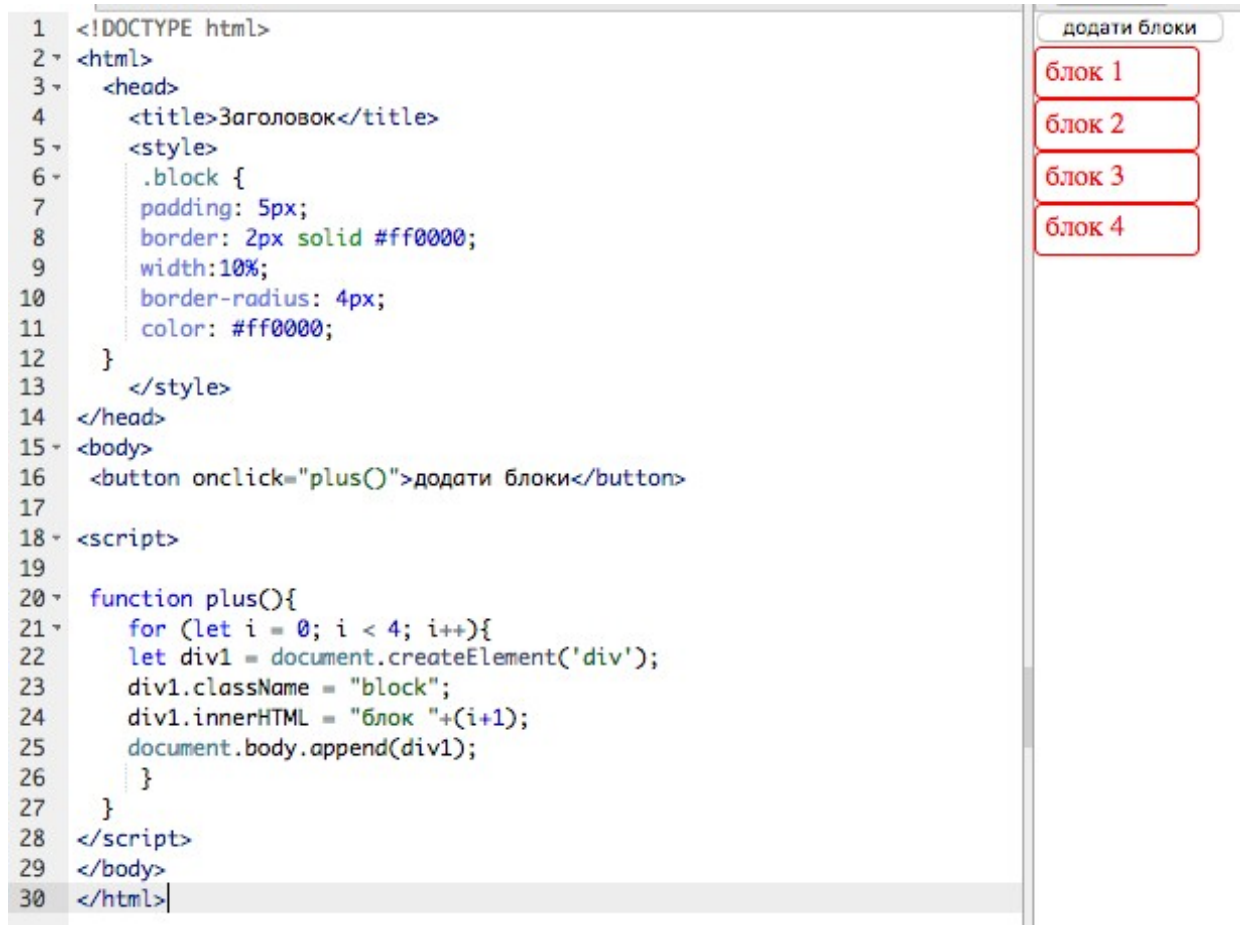 1 <!DOCTYPE html>
2 <html>
3 <head>
4 <title>Заголовок</title>
5 <style>
6 .block {
7 padding: 5px;
8 border: 2px solid #ff0000;
9 width:10%;
10 border-radius: 4px;
11 color: #ff0000;
12 }
13 </style>
14 </head>
15 <body>
16 <button onclick="plus()">додати блоки</button>
17
18 <script>
19
20 function plus(){
21 for (let i = 0; i < 4; i++){
22 let div1 = document.createElement('div');
23 div1.className = "block";
24 div1.innerHTML = "блок "+(i+1);
25 document.body.append(div1);
26 }
27 }
28 </script>
29 </body>
30 </html>
додати блоки
блок 1
блок 2
блок 3
блок 4